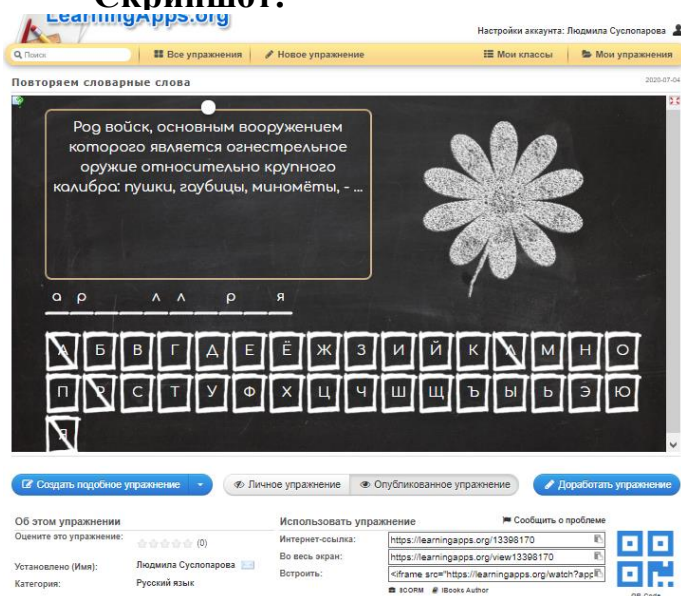 Скриншот:
LearningApps.org
Настройки аккаунта: Людмила Суслопарова
Поиск
Все упражнения
Новое упражнение
Мои классы
Мои упражнения
Повторяем словарные слова
2020-07-04
Род войск, основным вооружением
которого является огнестрельное
оружие относительно крупного
калибра: пушки, гаубицы, миномёты, - ...
а р _ _ л л _ р _ я
А Б В Г Д Е Ё Ж З И Й К Л М Н О
П Р С Т У Ф Х Ц Ч Ш Щ Ъ Ы Ь Э Ю
Я
Создать подобное упражнение
Личное упражнение
Опубликованное упражнение
Доработать упражнение
Об этом упражнении
Использовать упражнение
Сообщить о проблеме
Оцените это упражнение: (0)
Интернет-ссылка: https://learningapps.org/13398170
Во весь экран: https://learningapps.org/view13398170
Установлено (Имя): Людмила Суслопарова
Встроить: <iframe src="https://learningapps.org/watch?app
Категория: Русский язык
SCORM iBooks Author
QR Code